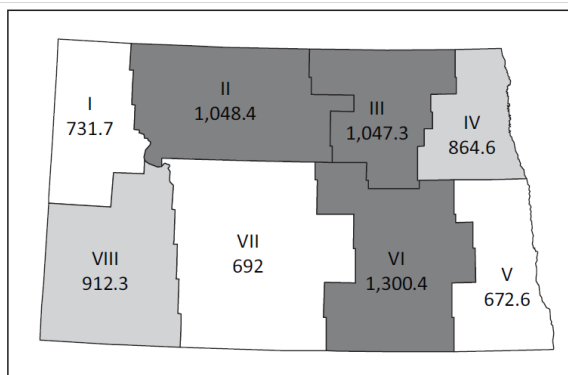 I
731.7
II
1,048.4
III
1,047.3
IV
864.6
VIII
912.3
VII
692
VI
1,300.4
V
672.6